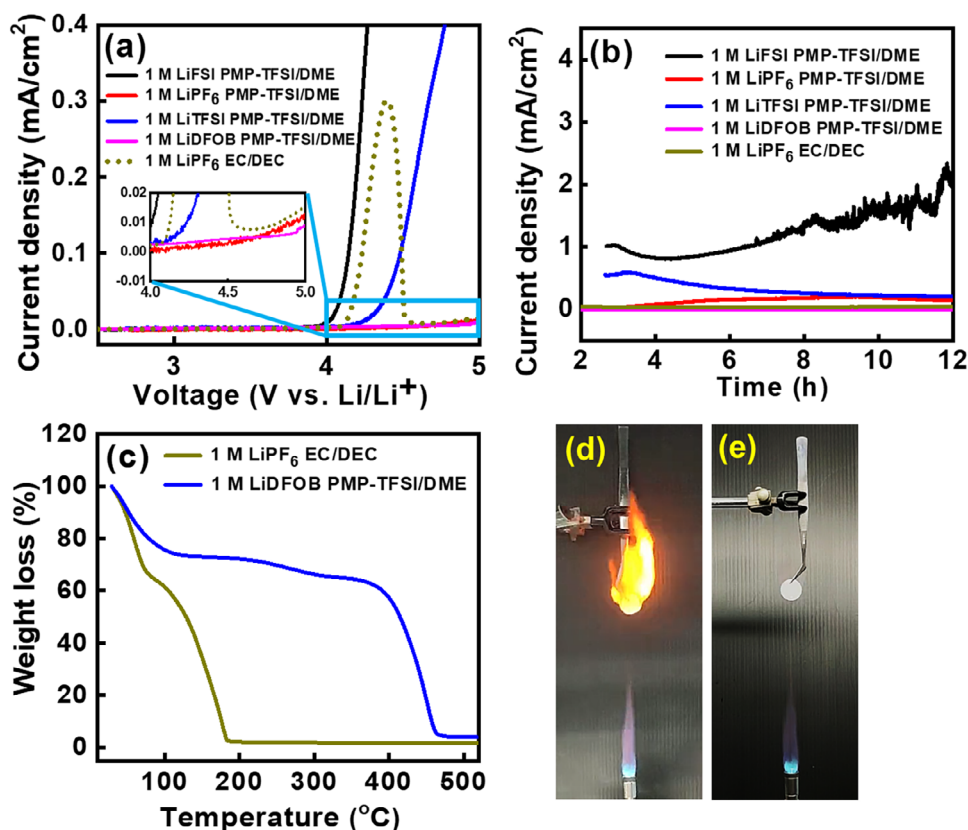 (a)
1 M LiFSI PMP-TFSI/DME
1 M LiPF6 PMP-TFSI/DME
1 M LiTFSI PMP-TFSI/DME
1 M LiDFOB PMP-TFSI/DME
1 M LiPF6 EC/DEC
Current density (mA/cm2)
0.4
0.3
0.2
0.1
0.0
0.02
0.01
0.00
-0.01
4.0 4.5 5.0
3 4 5
Voltage (V vs. Li/Li+)
(b)
1 M LiFSI PMP-TFSI/DME
1 M LiPF6 PMP-TFSI/DME
1 M LiTFSI PMP-TFSI/DME
1 M LiDFOB PMP-TFSI/DME
1 M LiPF6 EC/DEC
Current density (mA/cm2)
4
3
2
1
0
2 4 6 8 10 12
Time (h)
(c)
1 M LiPF6 EC/DEC
1 M LiDFOB PMP-TFSI/DME
Weight loss (%)
120
100
80
60
40
20
0
100 200 300 400 500
Temperature (oC)
(d)
(e)